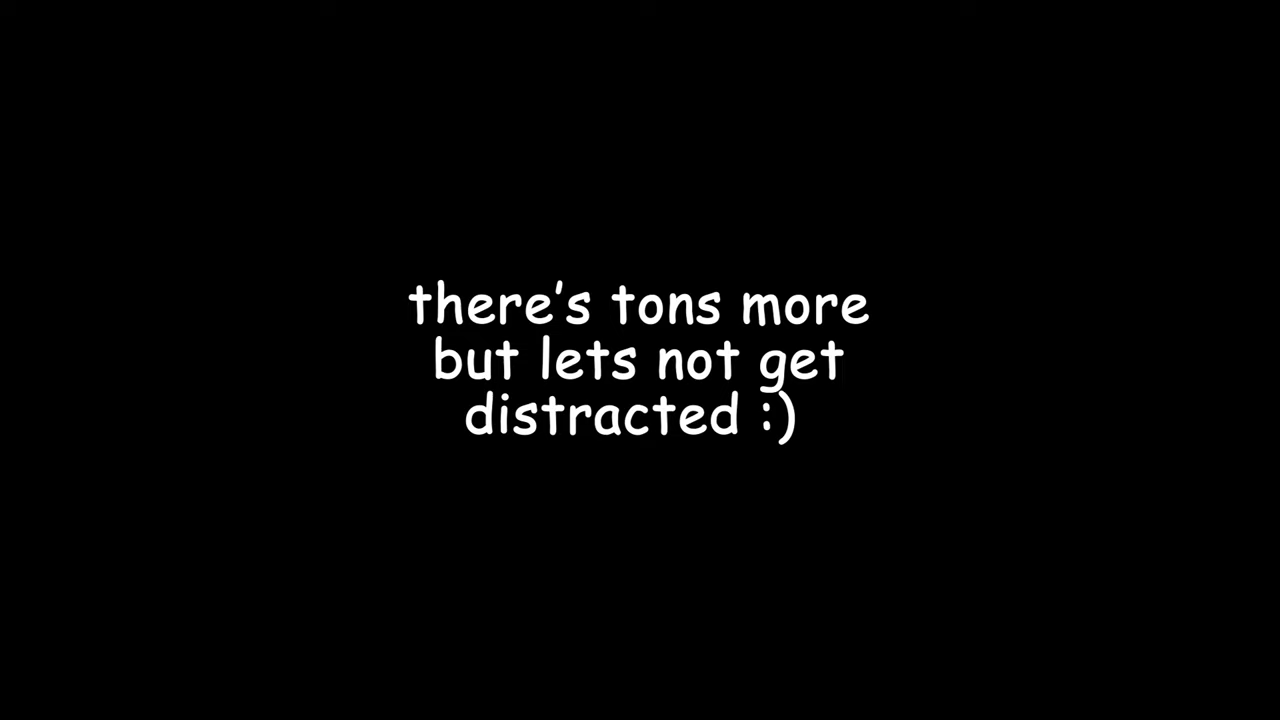 there's tons more
but lets not get
distracted :)